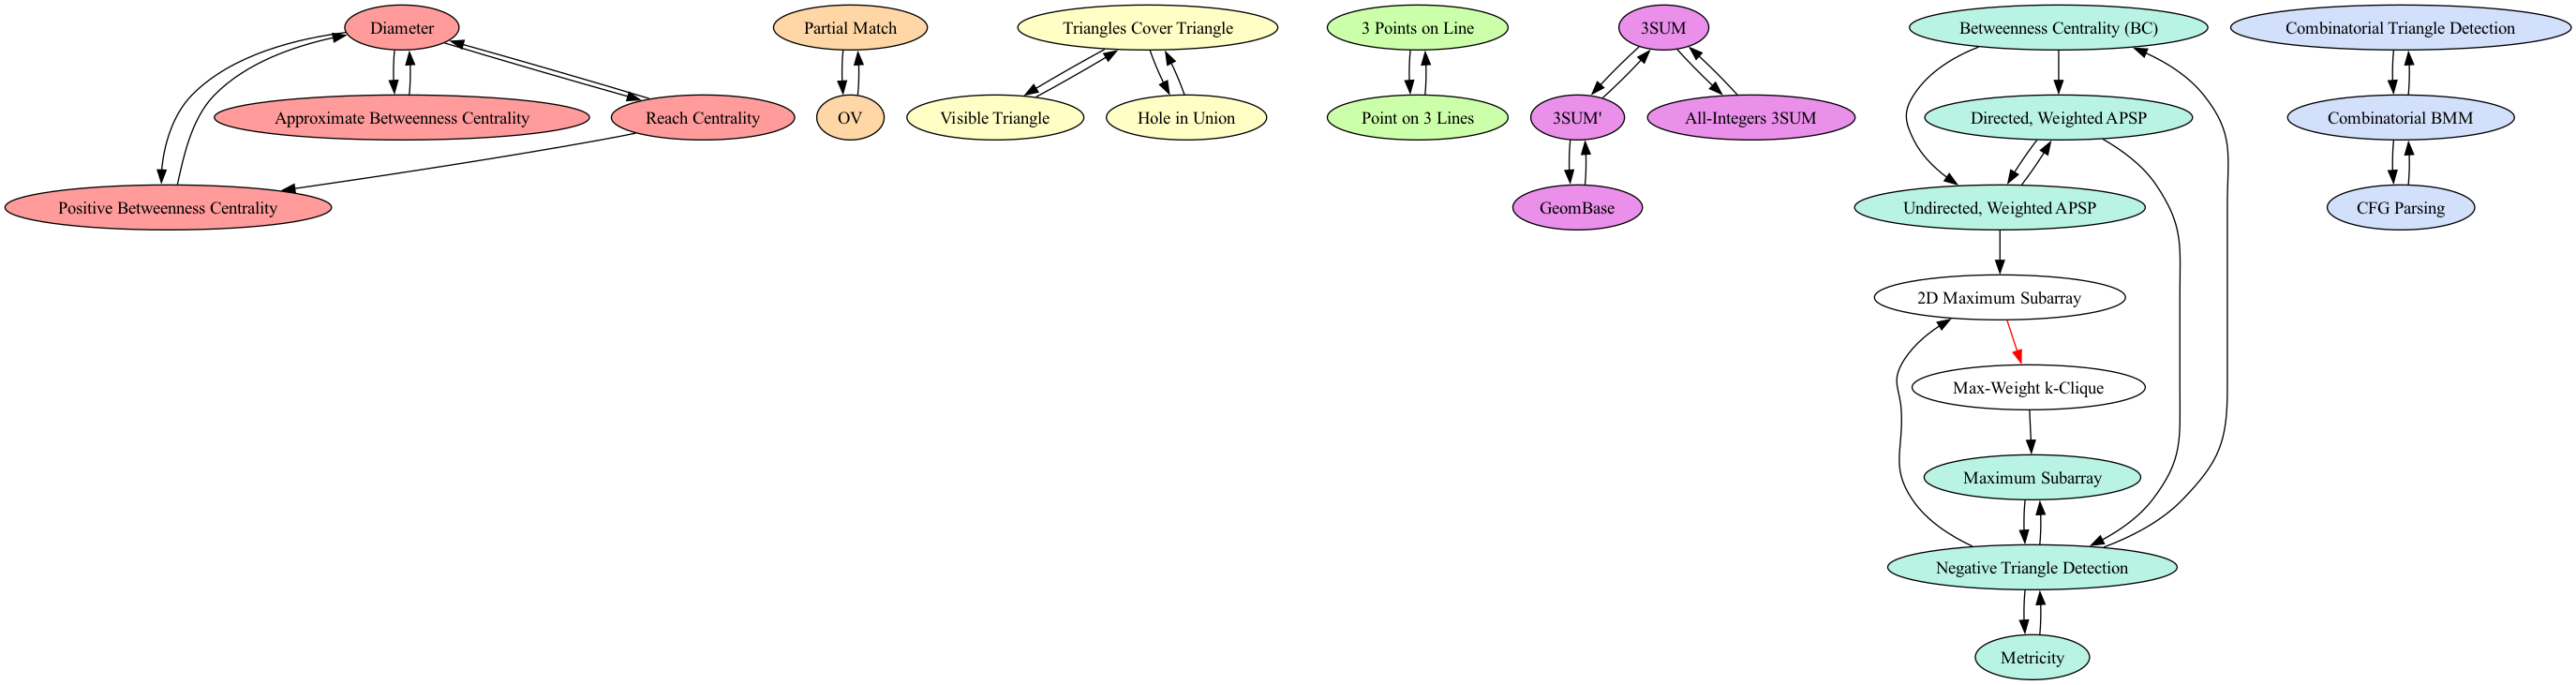 Diameter
Partial Match
Triangles Cover Triangle
3 Points on Line
3SUM
Betweenness Centrality (BC)
Combinatorial Triangle Detection
Approximate Betweenness Centrality
Reach Centrality
OV
Visible Triangle
Hole in Union
Point on 3 Lines
3SUM'
All-Integers 3SUM
Directed, Weighted APSP
Combinatorial BMM
Positive Betweenness Centrality
GeomBase
Undirected, Weighted APSP
CFG Parsing
2D Maximum Subarray
Max-Weight k-Clique
Maximum Subarray
Negative Triangle Detection
Metricity